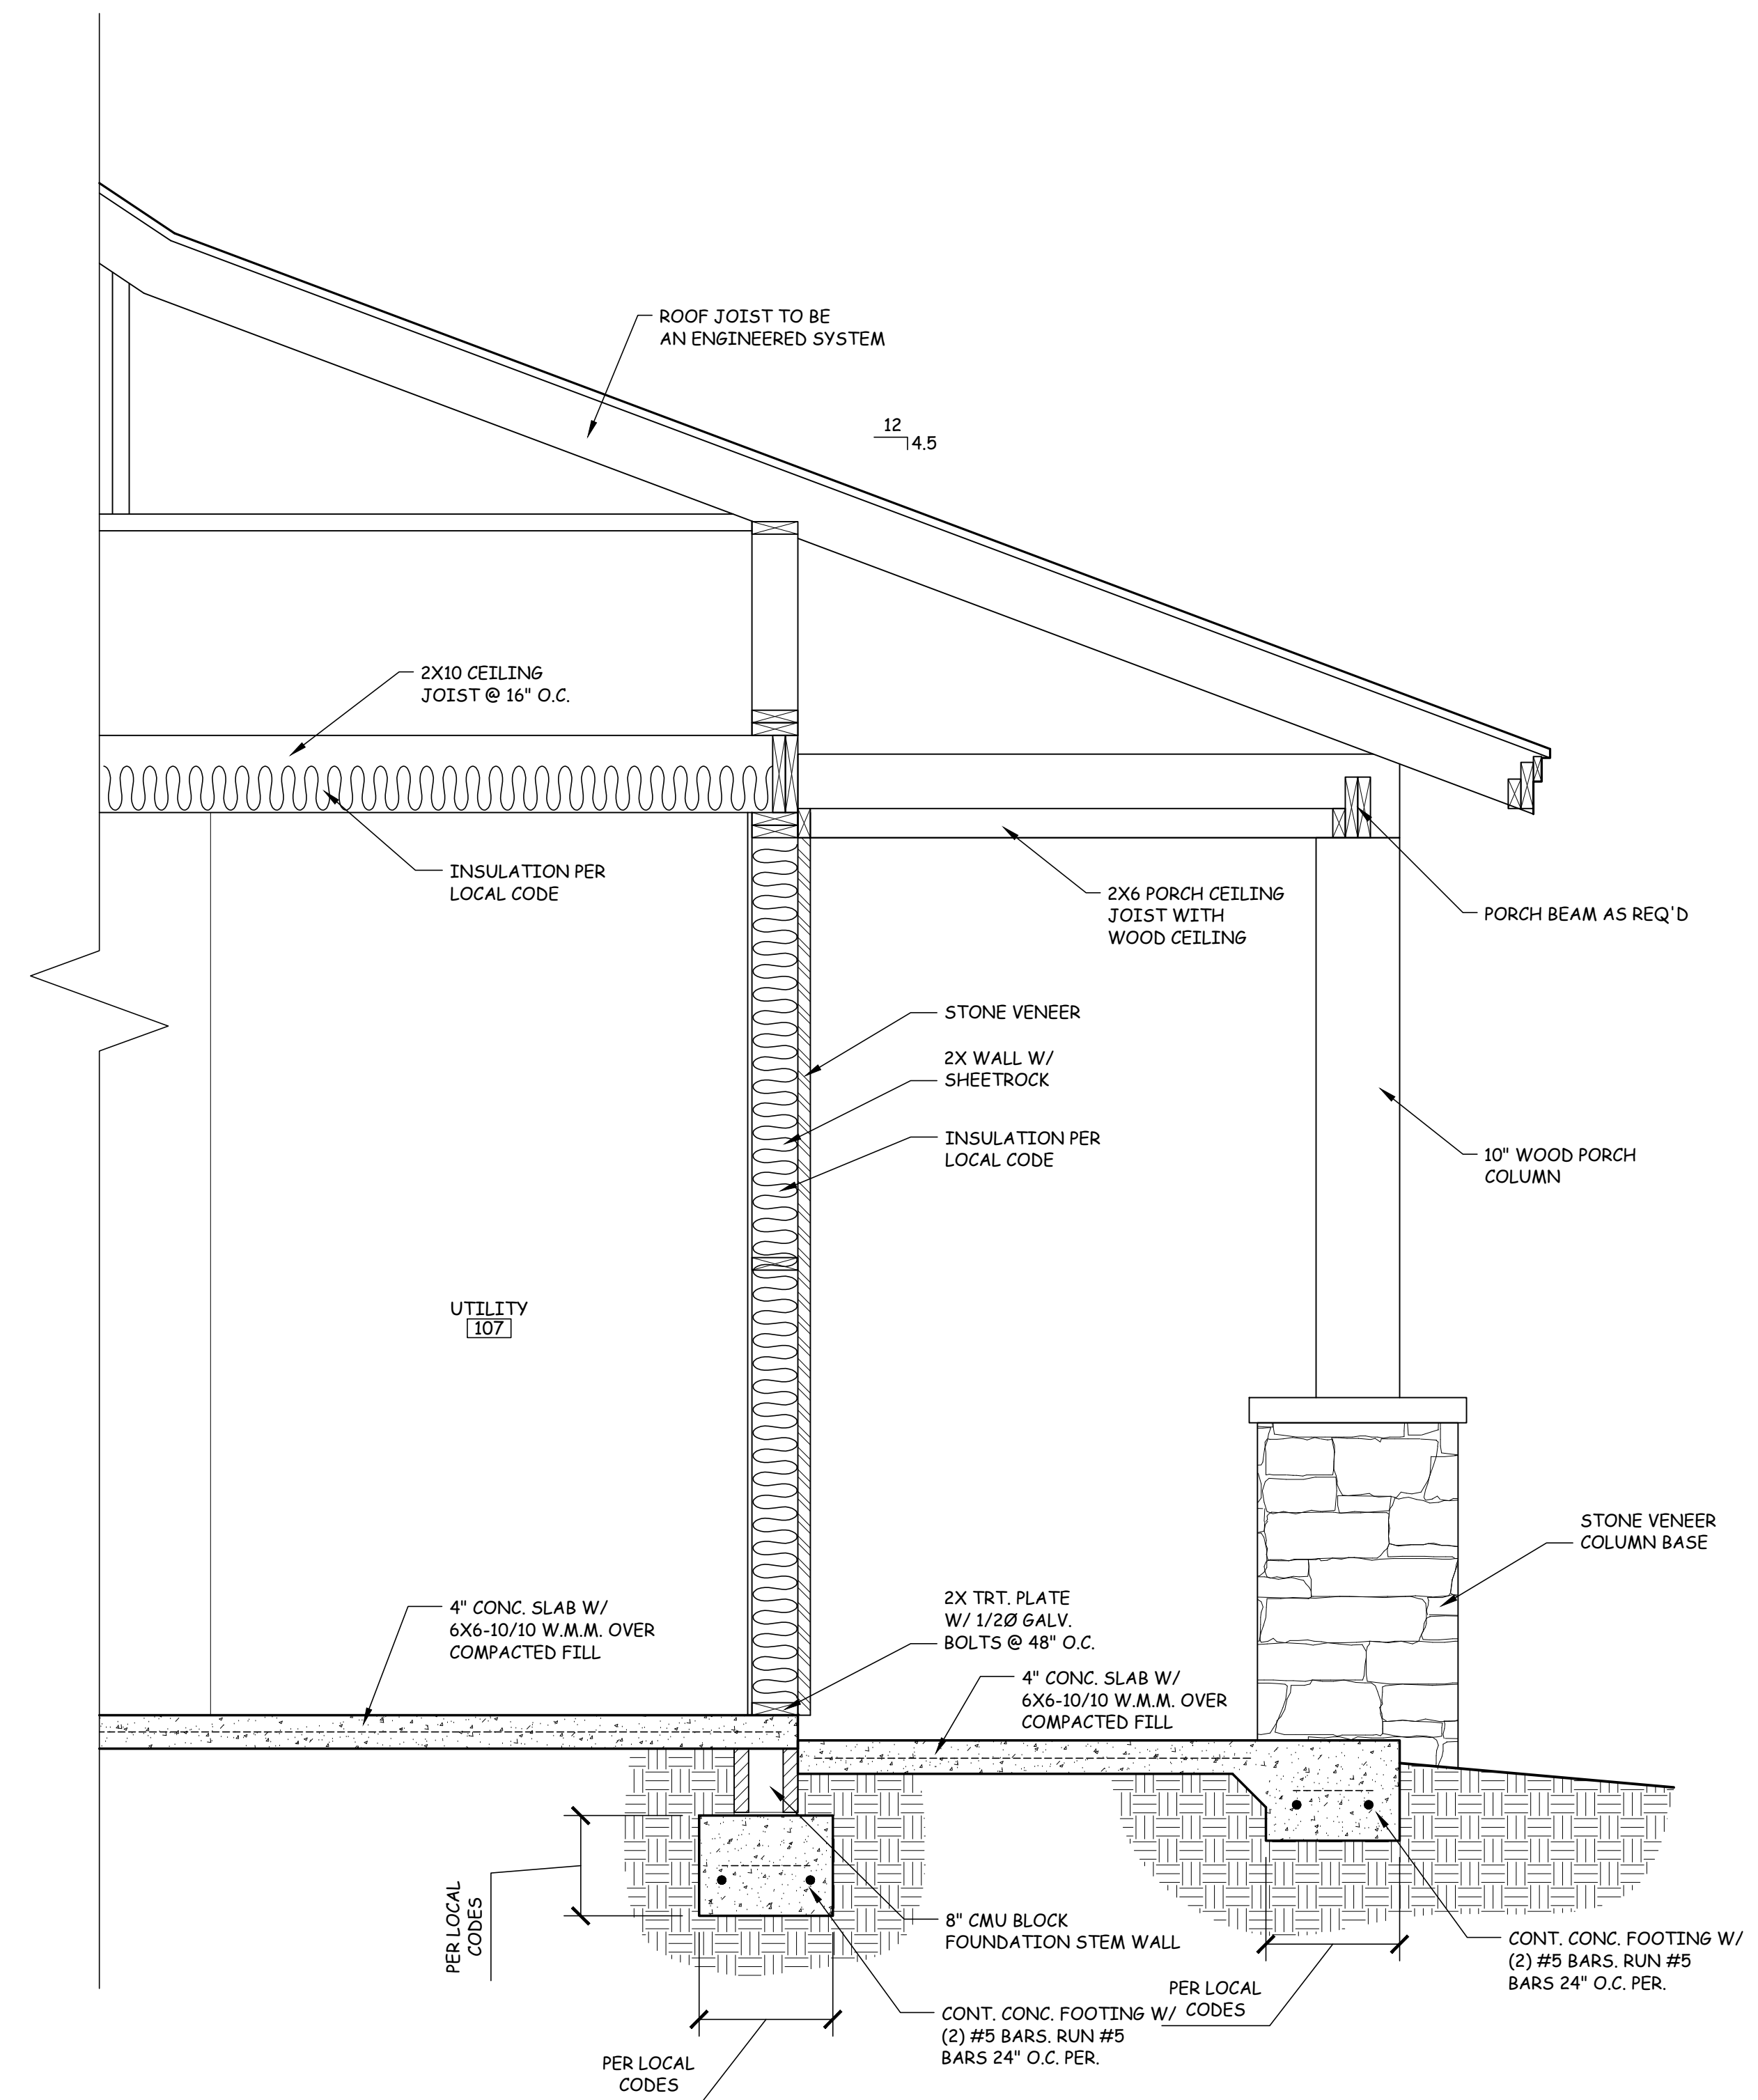 ROOF JOIST TO BE
AN ENGINEERED SYSTEM
12
4.5
2X10 CEILING
JOIST @ 16" O.C.
INSULATION PER
LOCAL CODE
2X6 PORCH CEILING
JOIST WITH
WOOD CEILING
PORCH BEAM AS REQ'D
STONE VENEER
2X WALL W/
SHEETROCK
INSULATION PER
LOCAL CODE
10" WOOD PORCH
COLUMN
UTILITY
107
STONE VENEER
COLUMN BASE
4" CONC. SLAB W/
6X6-10/10 W.M.M. OVER
COMPACTED FILL
2X TRT. PLATE
W/ 1/2Ø GALV.
BOLTS @ 48" O.C.
4" CONC. SLAB W/
6X6-10/10 W.M.M. OVER
COMPACTED FILL
PER LOCAL
CODES
8" CMU BLOCK
FOUNDATION STEM WALL
CONT. CONC. FOOTING W/
(2) #5 BARS. RUN #5
BARS 24" O.C. PER.
PER LOCAL
CODES
CONT. CONC. FOOTING W/
(2) #5 BARS. RUN #5
BARS 24" O.C. PER.
PER LOCAL
CODES